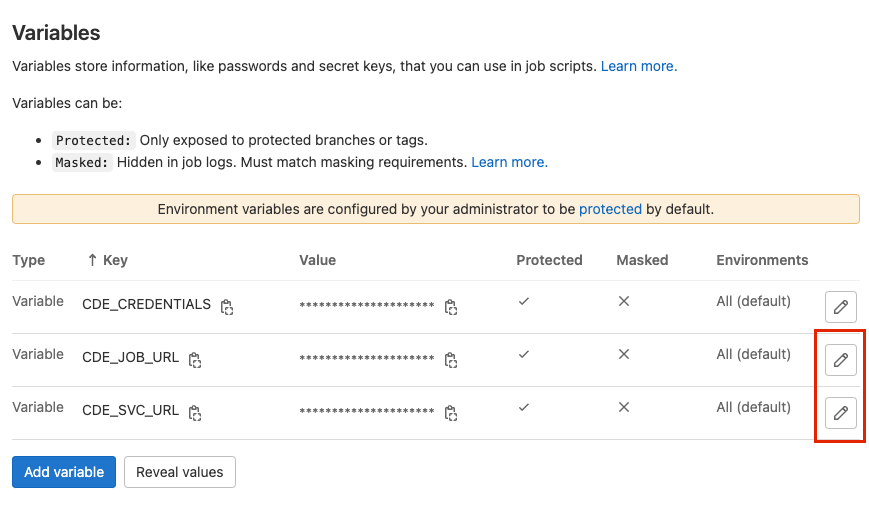 Variables
Variables store information, like passwords and secret keys, that you can use in job scripts. Learn more.
Variables can be:
• Protected: Only exposed to protected branches or tags.
• Masked: Hidden in job logs. Must match masking requirements. Learn more.
Environment variables are configured by your administrator to be protected by default.
Type ↑ Key Value Protected Masked Environments
Variable CDE_CREDENTIALS ********************* ✓ ✕ All (default)
Variable CDE_JOB_URL ********************* ✓ ✕ All (default)
Variable CDE_SVC_URL ********************* ✓ ✕ All (default)
Add variable Reveal values